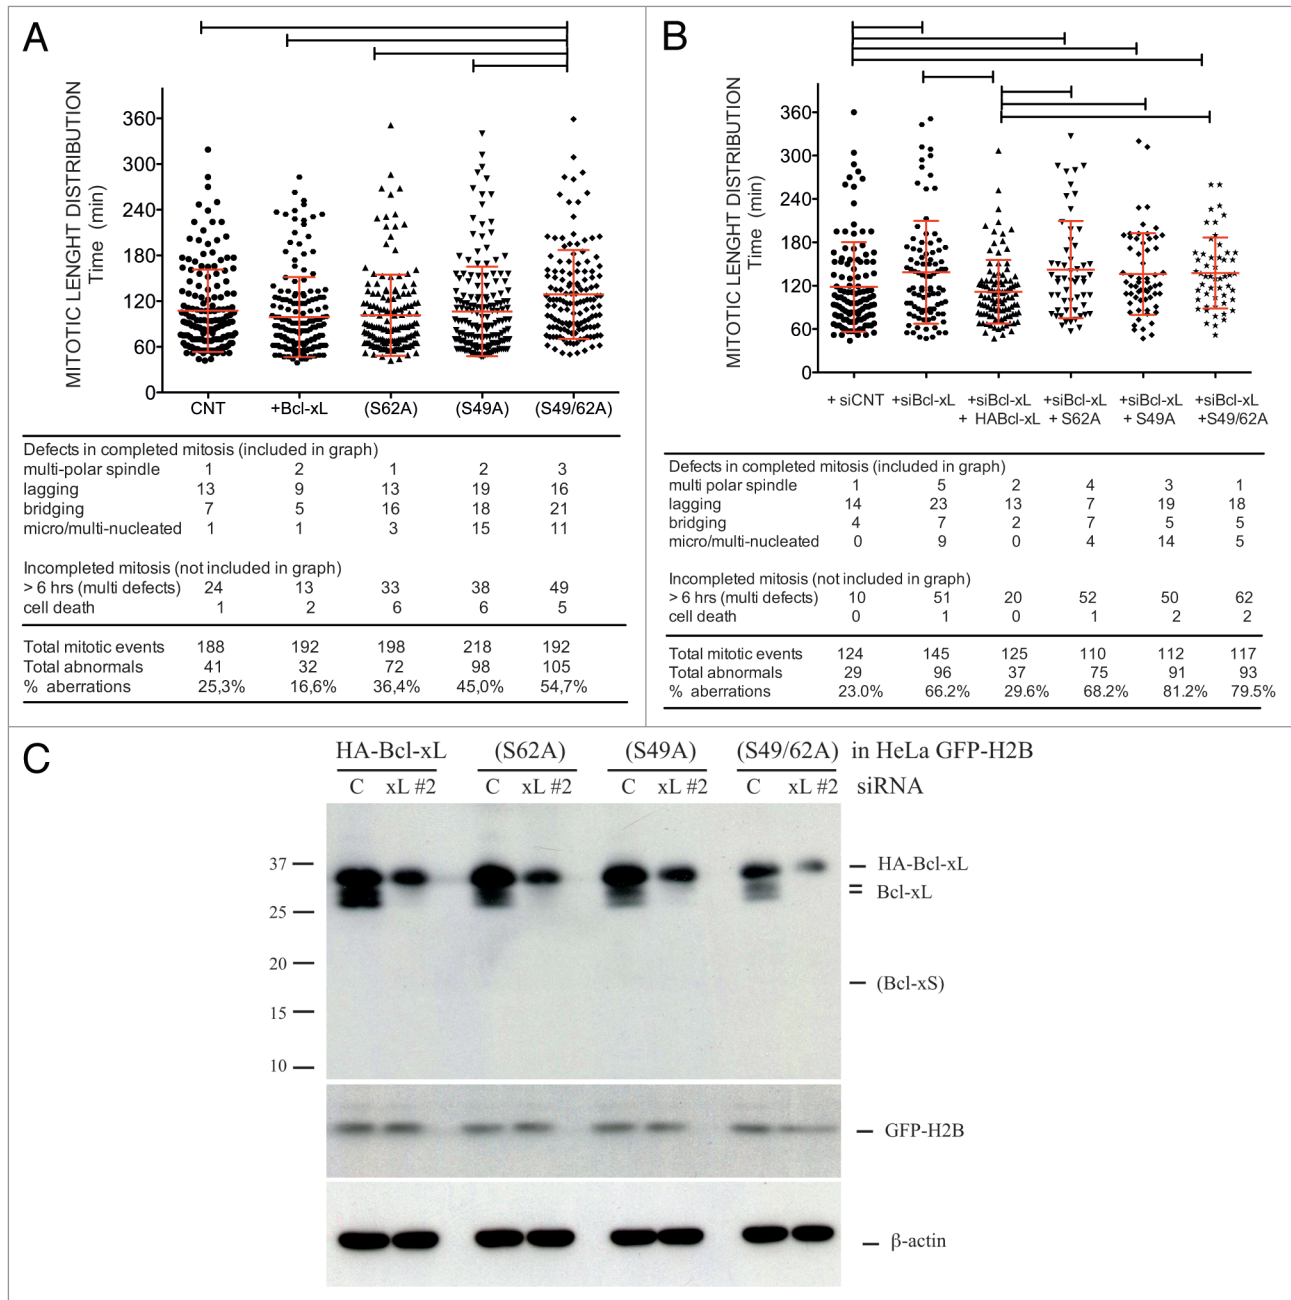 A
MITOTIC LENGHT DISTRIBUTION
Time (min)
360
300
240
180
120
60
0
CNT +Bcl-xL (S62A) (S49A) (S49/62A)
Defects in completed mitosis (included in graph)
multi-polar spindle 1 2 1 2 3
lagging 13 9 13 19 16
bridging 7 5 16 18 21
micro/multi-nucleated 1 1 3 15 11
Incompleted mitosis (not included in graph)
> 6 hrs (multi defects) 24 13 33 38 49
cell death 1 2 6 6 5
Total mitotic events 188 192 198 218 192
Total abnormals 41 32 72 98 105
% aberrations 25,3% 16,6% 36,4% 45,0% 54,7%
B
MITOTIC LENGHT DISTRIBUTION
Time (min)
360
300
240
180
120
60
0
+ siCNT +siBcl-xL +siBcl-xL +siBcl-xL +siBcl-xL +siBcl-xL
+ HABcl-xL + S62A + S49A +S49/62A
Defects in completed mitosis (included in graph)
multi polar spindle 1 5 2 4 3 1
lagging 14 23 13 7 19 18
bridging 4 7 2 7 5 5
micro/multi-nucleated 0 9 0 4 14 5
Incompleted mitosis (not included in graph)
> 6 hrs (multi defects) 10 51 20 52 50 62
cell death 0 1 0 1 2 2
Total mitotic events 124 145 125 110 112 117
Total abnormals 29 96 37 75 91 93
% aberrations 23.0% 66.2% 29.6% 68.2% 81.2% 79.5%
C
HA-Bcl-xL (S62A) (S49A) (S49/62A) in HeLa GFP-H2B
C xL #2 C xL #2 C xL #2 C xL #2 siRNA
37
25
20
15
10
HA-Bcl-xL
Bcl-xL
(Bcl-xS)
GFP-H2B
β-actin